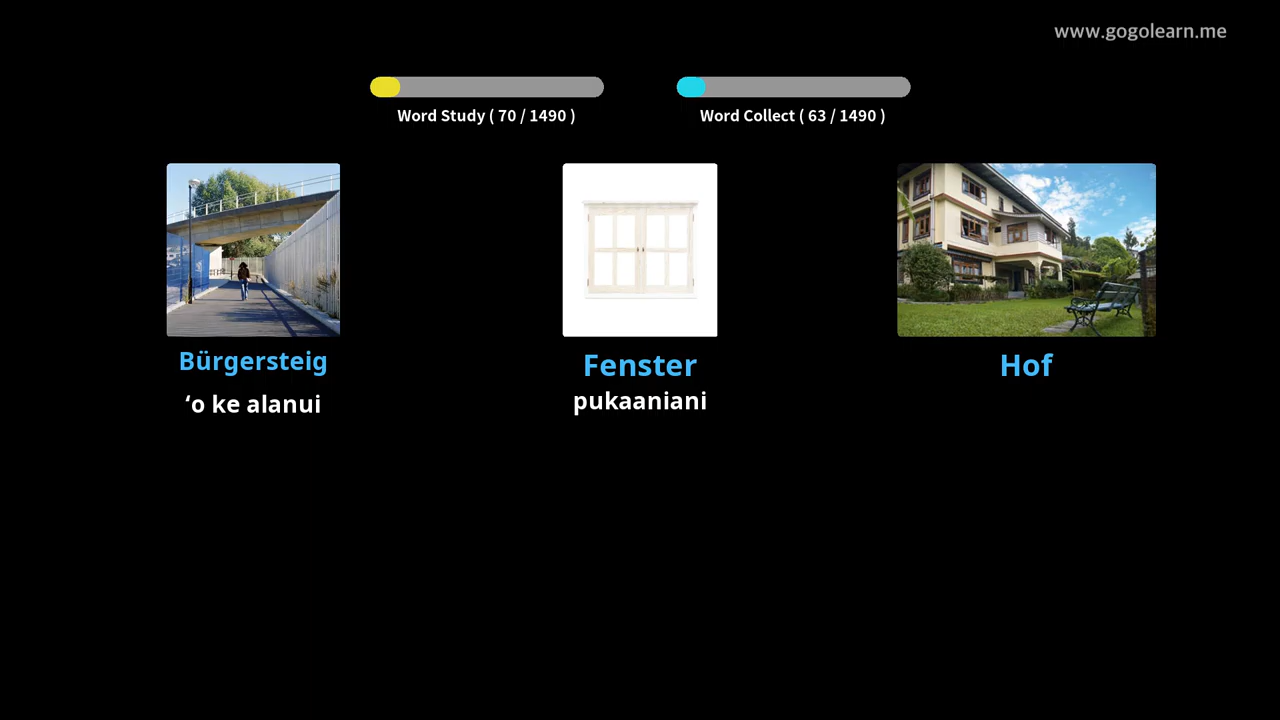 www.gogolearn.me
Word Study ( 70 / 1490 )
Word Collect ( 63 / 1490 )
Bürgersteig
ʻo ke alanui
Fenster
pukaaniani
Hof